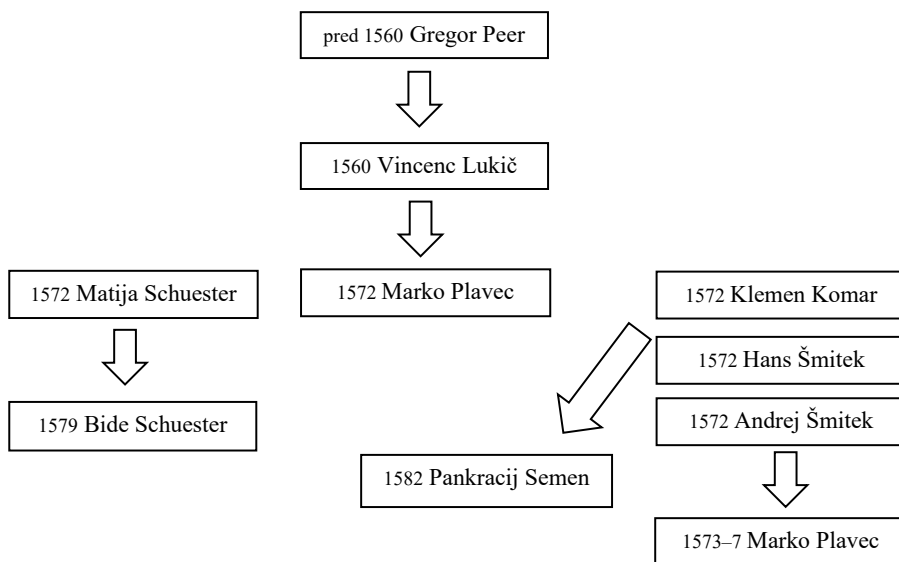 pred 1560 Gregor Peer
1560 Vincenc Lukič
1572 Matija Schuester
1572 Marko Plavec
1572 Klemen Komar
1572 Hans Šmitek
1579 Bide Schuester
1572 Andrej Šmitek
1582 Pankracij Semen
1573–7 Marko Plavec